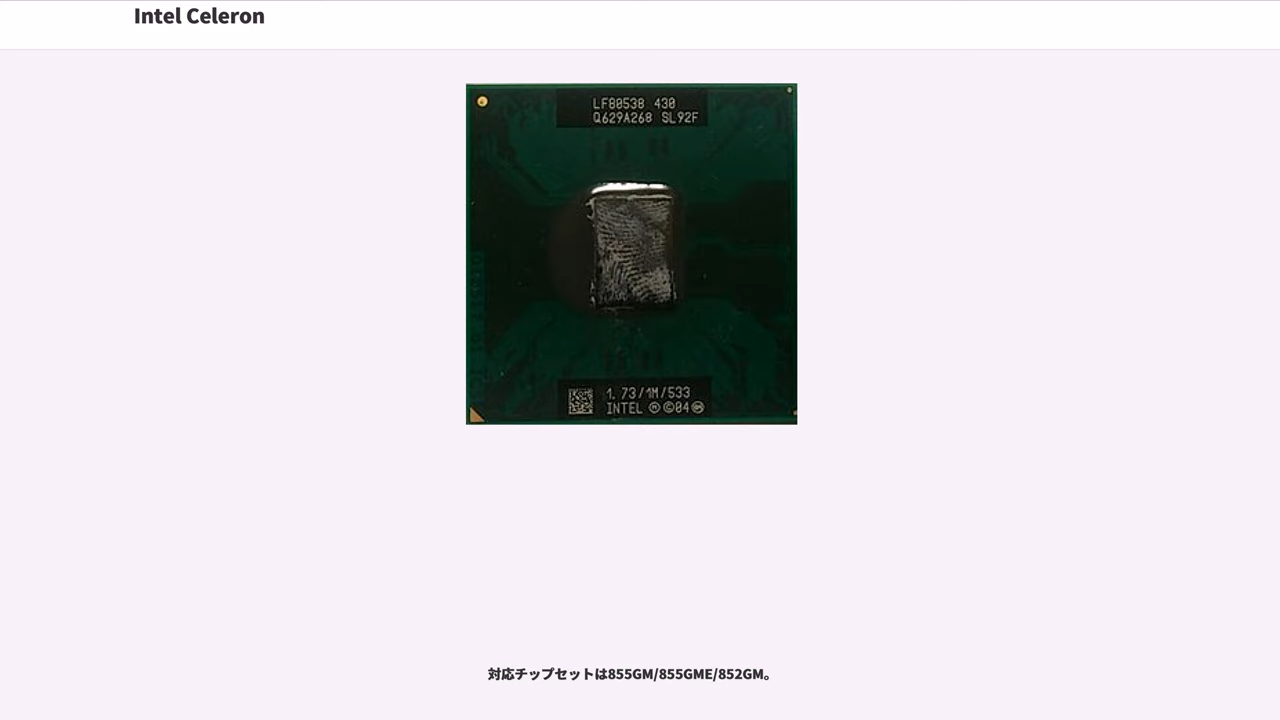 Intel Celeron
LF80538 430
Q629A268 SL92F
1.73/1M/533
INTEL Ⓜ©04
対応チップセットは855GM/855GME/852GM。